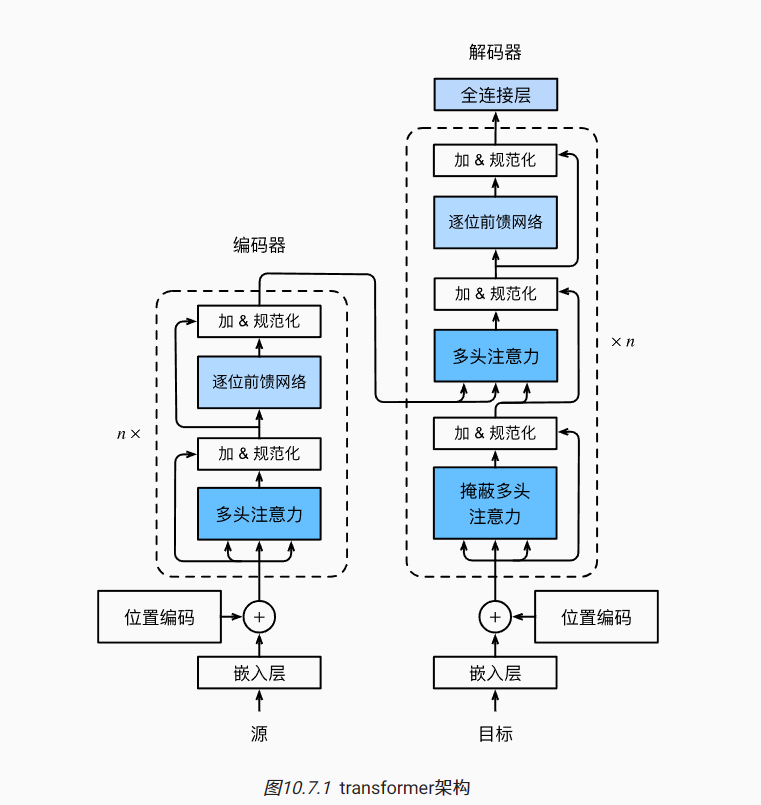 解码器
全连接层
加 & 规范化
逐位前馈网络
加 & 规范化
多头注意力
× n
加 & 规范化
掩蔽多头
注意力
编码器
加 & 规范化
逐位前馈网络
n ×
加 & 规范化
多头注意力
位置编码
+
+
位置编码
嵌入层
嵌入层
源
目标
图10.7.1 transformer架构